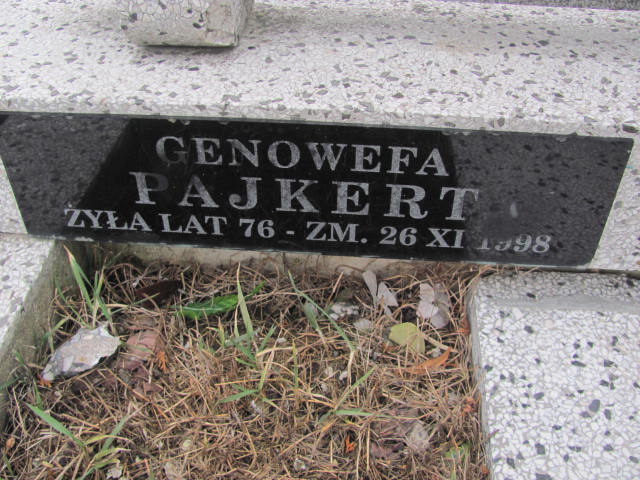 GENOWEFA
PAJKERT
ŻYŁA LAT 76 - ZM. 26 XI 1998